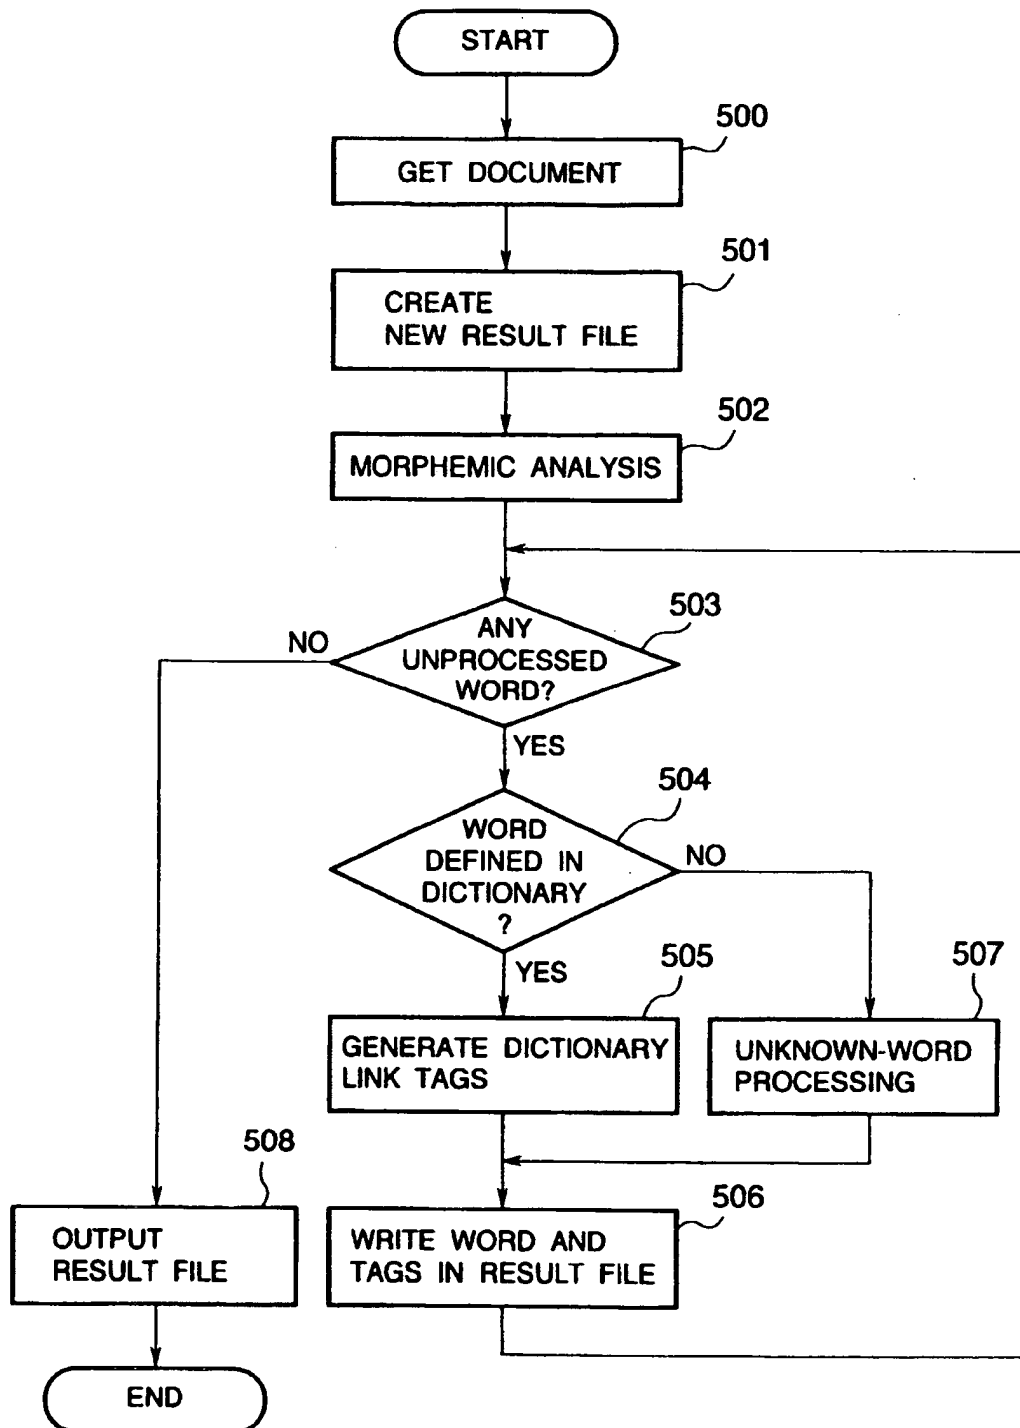 START
500
GET DOCUMENT
501
CREATE
NEW RESULT FILE
502
MORPHEMIC ANALYSIS
503
NO
ANY
UNPROCESSED
WORD?
YES
504
WORD
DEFINED IN
DICTIONARY
?
NO
YES
505
507
GENERATE DICTIONARY
LINK TAGS
UNKNOWN-WORD
PROCESSING
508
506
OUTPUT
RESULT FILE
WRITE WORD AND
TAGS IN RESULT FILE
END